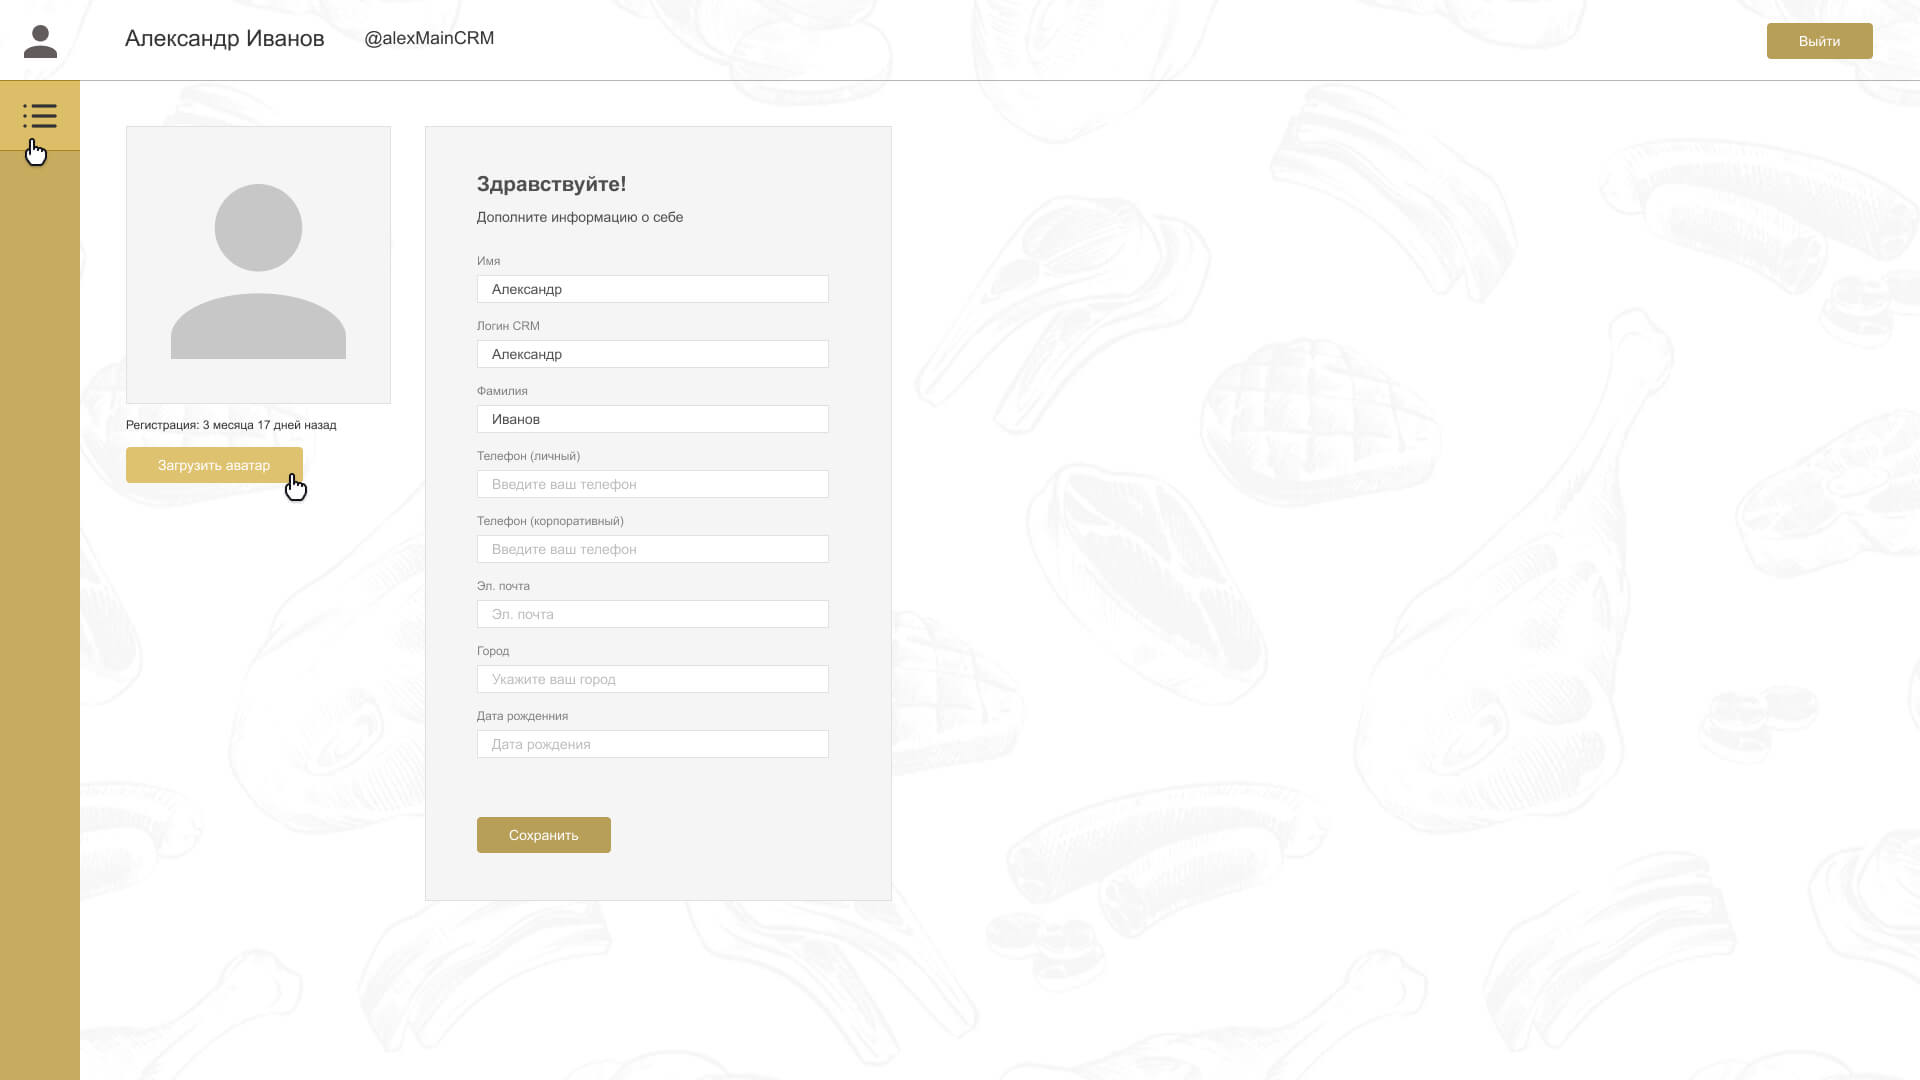 Александр Иванов @alexMainCRM Выйти
Здравствуйте!
Дополните информацию о себе
Имя
Александр
Логин CRM
Александр
Фамилия
Иванов
Телефон (личный)
Введите ваш телефон
Телефон (корпоративный)
Введите ваш телефон
Эл. почта
Эл. почта
Город
Укажите ваш город
Дата рожденния
Дата рождения
Сохранить
Регистрация: 3 месяца 17 дней назад
Загрузить аватар